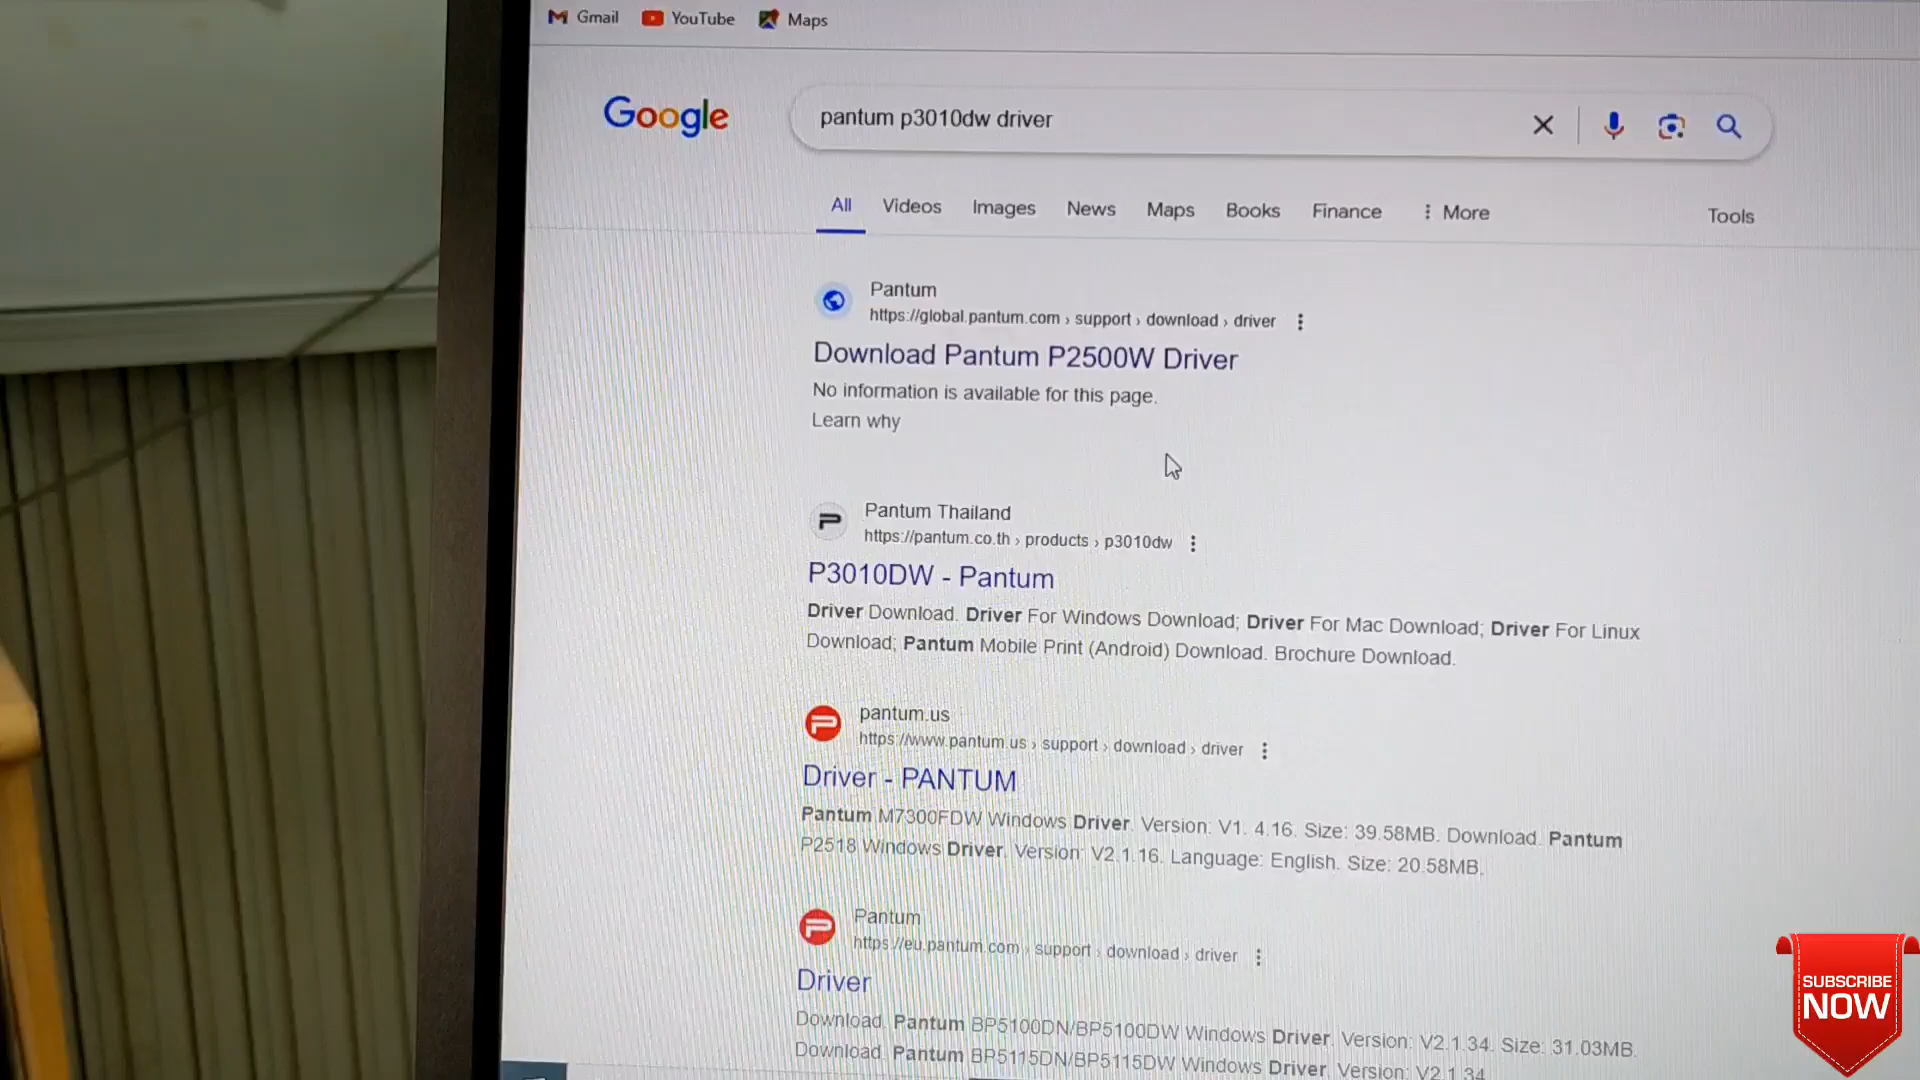 Gmail YouTube Maps
Google
pantum p3010dw driver
All Videos Images News Maps Books Finance More Tools
Pantum
https://global.pantum.com › support › download › driver
Download Pantum P2500W Driver
No information is available for this page.
Learn why
Pantum Thailand
https://pantum.co.th › products › p3010dw
P3010DW - Pantum
Driver Download. Driver For Windows Download; Driver For Mac Download; Driver For Linux
Download; Pantum Mobile Print (Android) Download. Brochure Download.
pantum.us
https://www.pantum.us › support › download › driver
Driver - PANTUM
Pantum M7300FDW Windows Driver. Version: V1. 4.16. Size: 39.58MB. Download. Pantum
P2518 Windows Driver. Version: V2.1.16. Language: English. Size: 20.58MB.
Pantum
https://eu.pantum.com › support › download › driver
Driver
Download. Pantum BP5100DN/BP5100DW Windows Driver. Version: V2.1.34. Size: 31.03MB.
Download. Pantum BP5115DN/BP5115DW Windows Driver. Version: V2.1.34.
SUBSCRIBE
NOW